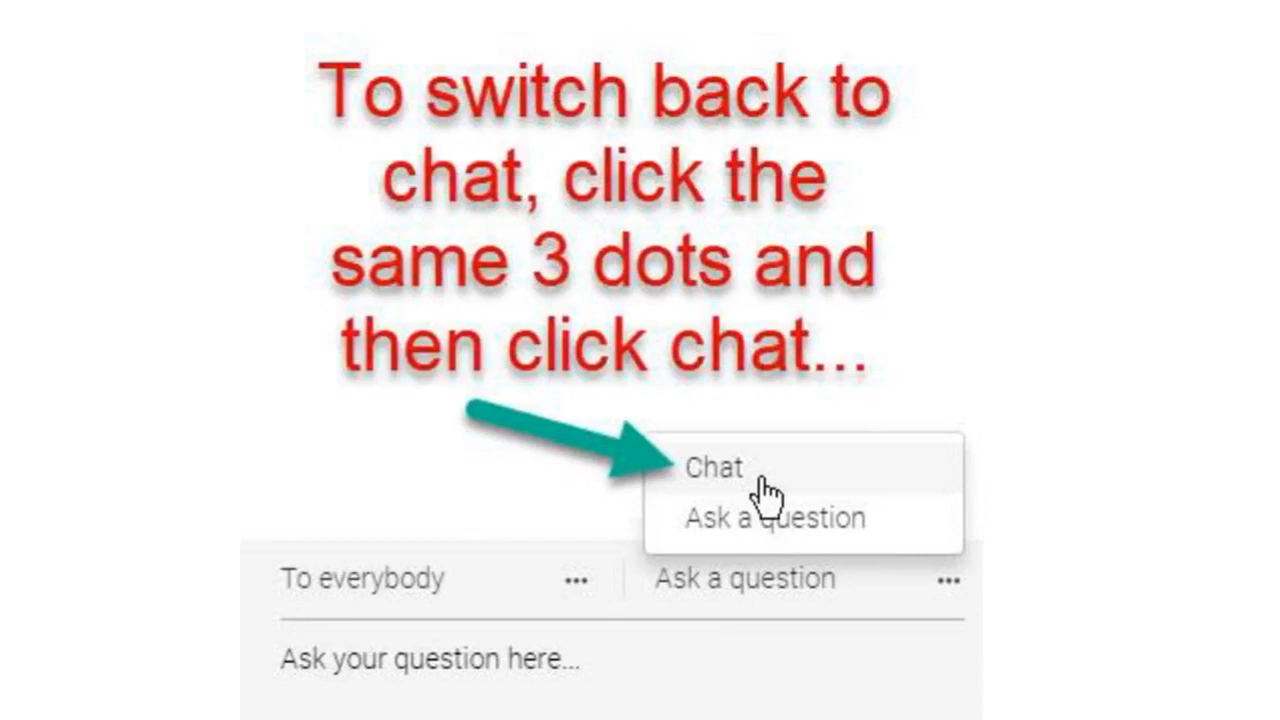 To switch back to
chat, click the
same 3 dots and
then click chat...
Chat
Ask a question
To everybody ... Ask a question ...
Ask your question here...